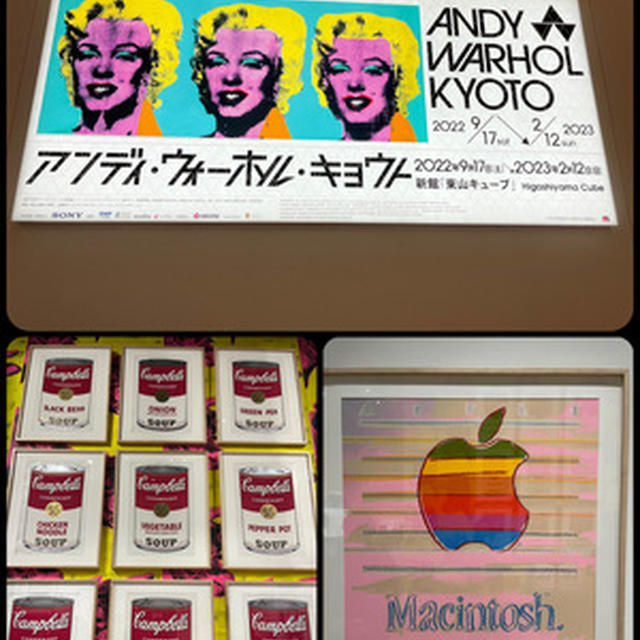 ANDY
WARHOL
KYOTO
2022 9/17 sat 2/12 sun 2023
アンディ・ウォーホル・キョウト
2022年9月17日(土)-2023年2月12日(日)
新館「東山キューブ」 Higashiyama Cube
SONY
Campbell's
BLACK BEAN
SOUP
Campbell's
ONION
SOUP
Campbell's
GREEN PEA
SOUP
Campbell's
CHICKEN
NOODLE
SOUP
Campbell's
VEGETABLE
SOUP
Campbell's
PEPPER POT
SOUP
Campbell's
Campbell's
Campbell's
Macintosh.